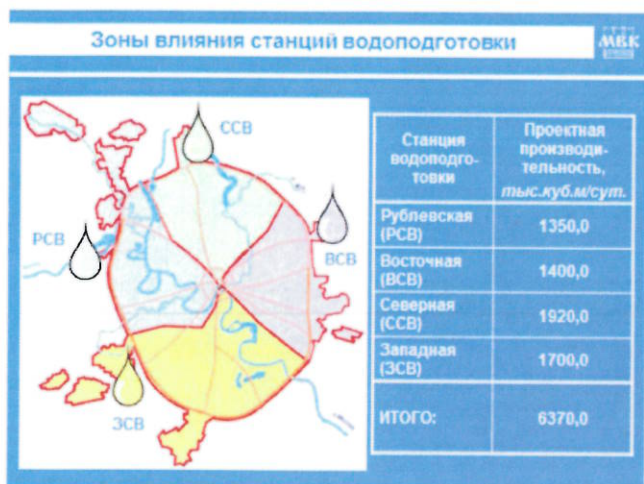 Зоны влияния станций водоподготовки
МВК
ССВ
РСВ
ВСВ
ЗСВ
Станция
водоподго-
товки
Проектная
производи-
тельность,
тыс.куб.м/сут.
Рублевская
(РСВ)
1350,0
Восточная
(ВСВ)
1400,0
Северная
(ССВ)
1920,0
Западная
(ЗСВ)
1700,0
ИТОГО:
6370,0